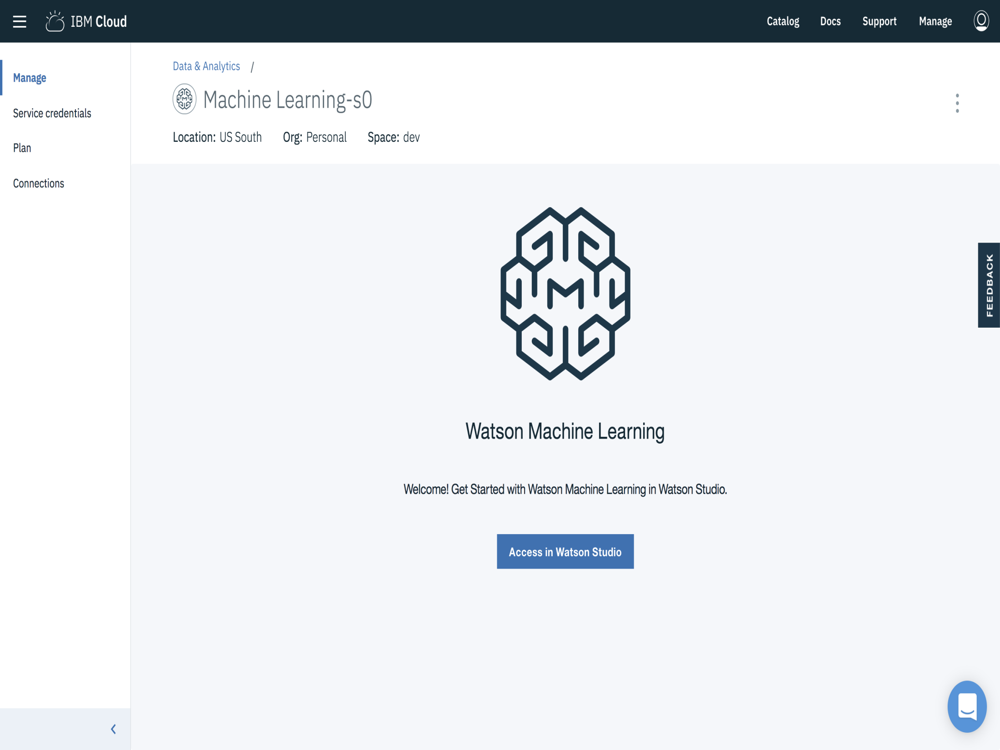 IBM Cloud
Catalog Docs Support Manage
Manage
Service credentials
Plan
Connections
Data & Analytics /
Machine Learning-s0
Location: US South Org: Personal Space: dev
FEEDBACK
Watson Machine Learning
Welcome! Get Started with Watson Machine Learning in Watson Studio.
Access in Watson Studio